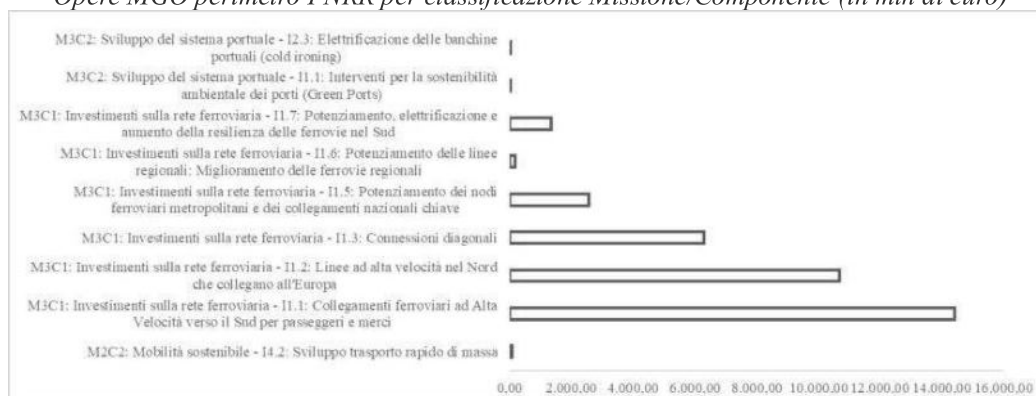 Opere MGO perimetro PNRR per classificazione Missione/Componente (in mln di euro)
M3C2: Sviluppo del sistema portuale - I2.3: Elettrificazione delle banchine
portuali (cold ironing)
M3C2: Sviluppo del sistema portuale - I1.1: Interventi per la sostenibilità
ambientale dei porti (Green Ports)
M3C1: Investimenti sulla rete ferroviaria - I1.7: Potenziamento, elettrificazione e
aumento della resilienza delle ferrovie nel Sud
M3C1: Investimenti sulla rete ferroviaria - I1.6: Potenziamento delle linee
regionali: Miglioramento delle ferrovie regionali
M3C1: Investimenti sulla rete ferroviaria - I1.5: Potenziamento dei nodi
ferroviari metropolitani e dei collegamenti nazionali chiave
M3C1: Investimenti sulla rete ferroviaria - I1.3: Connessioni diagonali
M3C1: Investimenti sulla rete ferroviaria - I1.2: Linee ad alta velocità nel Nord
che collegano all'Europa
M3C1: Investimenti sulla rete ferroviaria - I1.1: Collegamenti ferroviari ad Alta
Velocità verso il Sud per passeggeri e merci
M2C2: Mobilità sostenibile - I4.2: Sviluppo trasporto rapido di massa
0,00 2.000,00 4.000,00 6.000,00 8.000,00 10.000,00 12.000,00 14.000,00 16.000,00